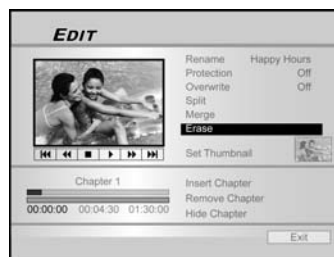 EDIT
Rename Happy Hours
Protection Off
Overwrite Off
Split
Merge
Erase
Set Thumbnail
Chapter 1
00:00:00 00:04:30 01:30:00
Insert Chapter
Remove Chapter
Hide Chapter
Exit